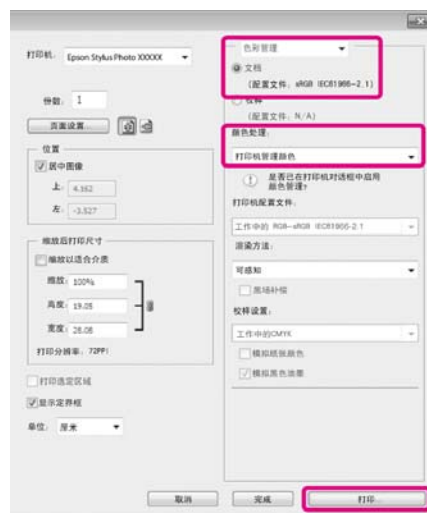 打印机: Epson Stylus Photo XXXXX
份数: 1
页面设置...
位置
居中图像
上: 4.162
左: -3.527
缩放后打印尺寸
缩放以适合介质
缩放: 100%
高度: 19.05
宽度: 28.08
打印分辨率: 72PPI
打印选定区域
显示定界框
单位: 厘米
色彩管理
文档
(配置文件: sRGB IEC61966-2.1)
校样
(配置文件: N/A)
颜色处理:
打印机管理颜色
是否已在打印机对话框中启用
颜色管理?
打印机配置文件:
工作中的 RGB-sRGB IEC61966-2.1
渲染方法:
可感知
黑场补偿
校样设置:
工作中的CMYK
模拟纸张颜色
模拟黑色油墨
取消
完成
打印...